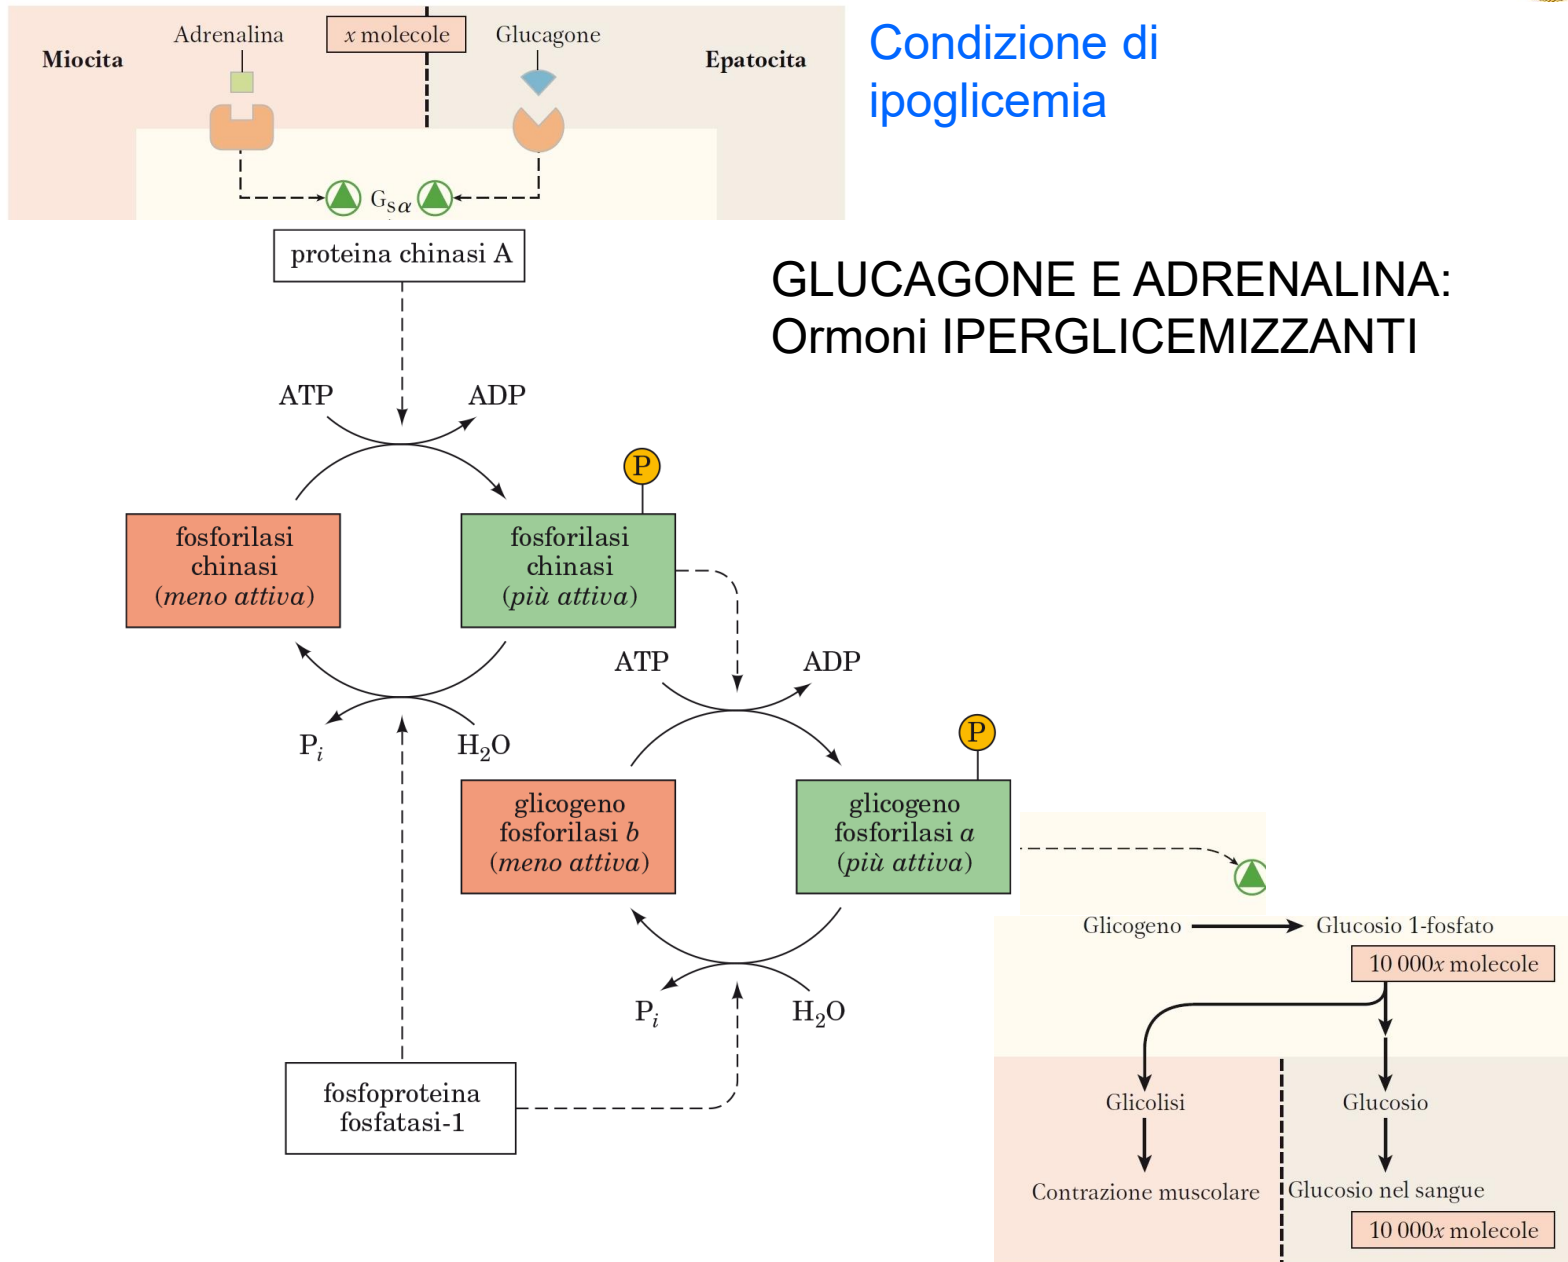 Condizione di
ipoglicemia
Miocita
Adrenalina
x molecole
Glucagone
Epatocita
Gsα
proteina chinasi A
GLUCAGONE E ADRENALINA:
Ormoni IPERGLICEMIZZANTI
ATP
ADP
P
fosforilasi
chinasi
(meno attiva)
fosforilasi
chinasi
(più attiva)
ATP
ADP
Pi
H2O
P
glicogeno
fosforilasi b
(meno attiva)
glicogeno
fosforilasi a
(più attiva)
Glicogeno
Glucosio 1-fosfato
10 000x molecole
Pi
H2O
fosfoproteina
fosfatasi-1
Glicolisi
Glucosio
Contrazione muscolare
Glucosio nel sangue
10 000x molecole